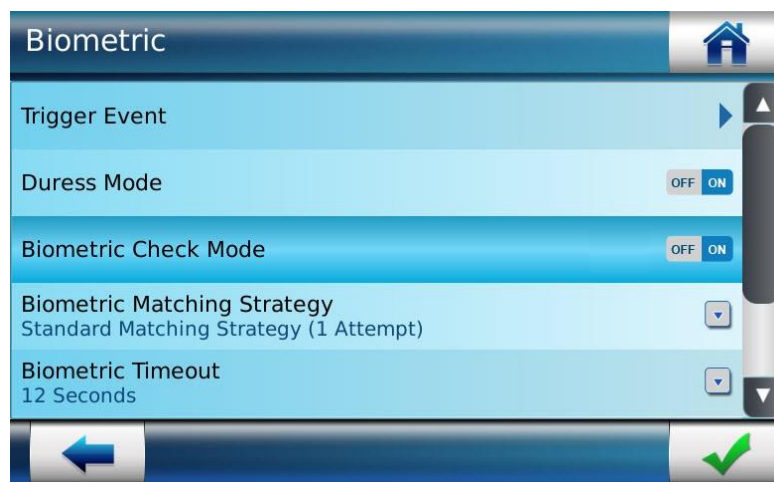 Biometric
Trigger Event
Duress Mode
OFF ON
Biometric Check Mode
OFF ON
Biometric Matching Strategy
Standard Matching Strategy (1 Attempt)
Biometric Timeout
12 Seconds